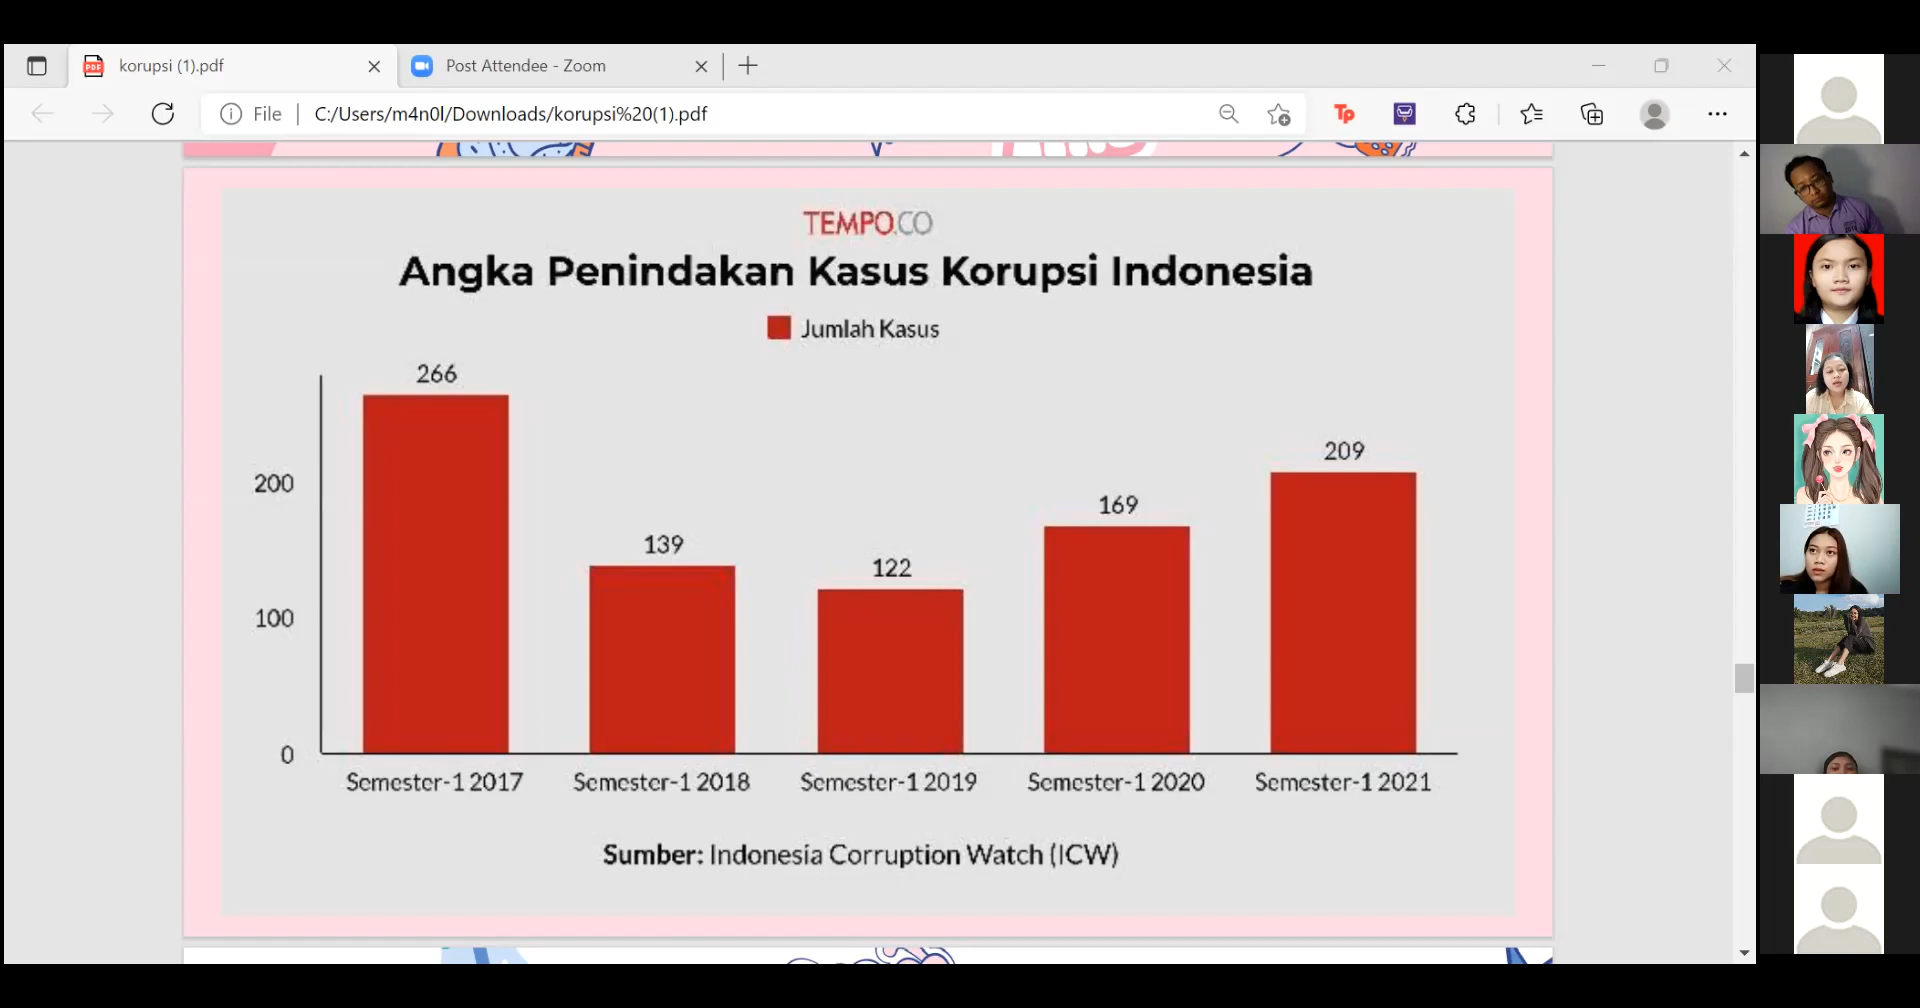 korupsi (1).pdf
Post Attendee - Zoom
File
C:/Users/m4n0l/Downloads/korupsi%20(1).pdf
TEMPO.CO
Angka Penindakan Kasus Korupsi Indonesia
Jumlah Kasus
266
139
122
169
209
200
100
0
Semester-1 2017
Semester-1 2018
Semester-1 2019
Semester-1 2020
Semester-1 2021
Sumber: Indonesia Corruption Watch (ICW)